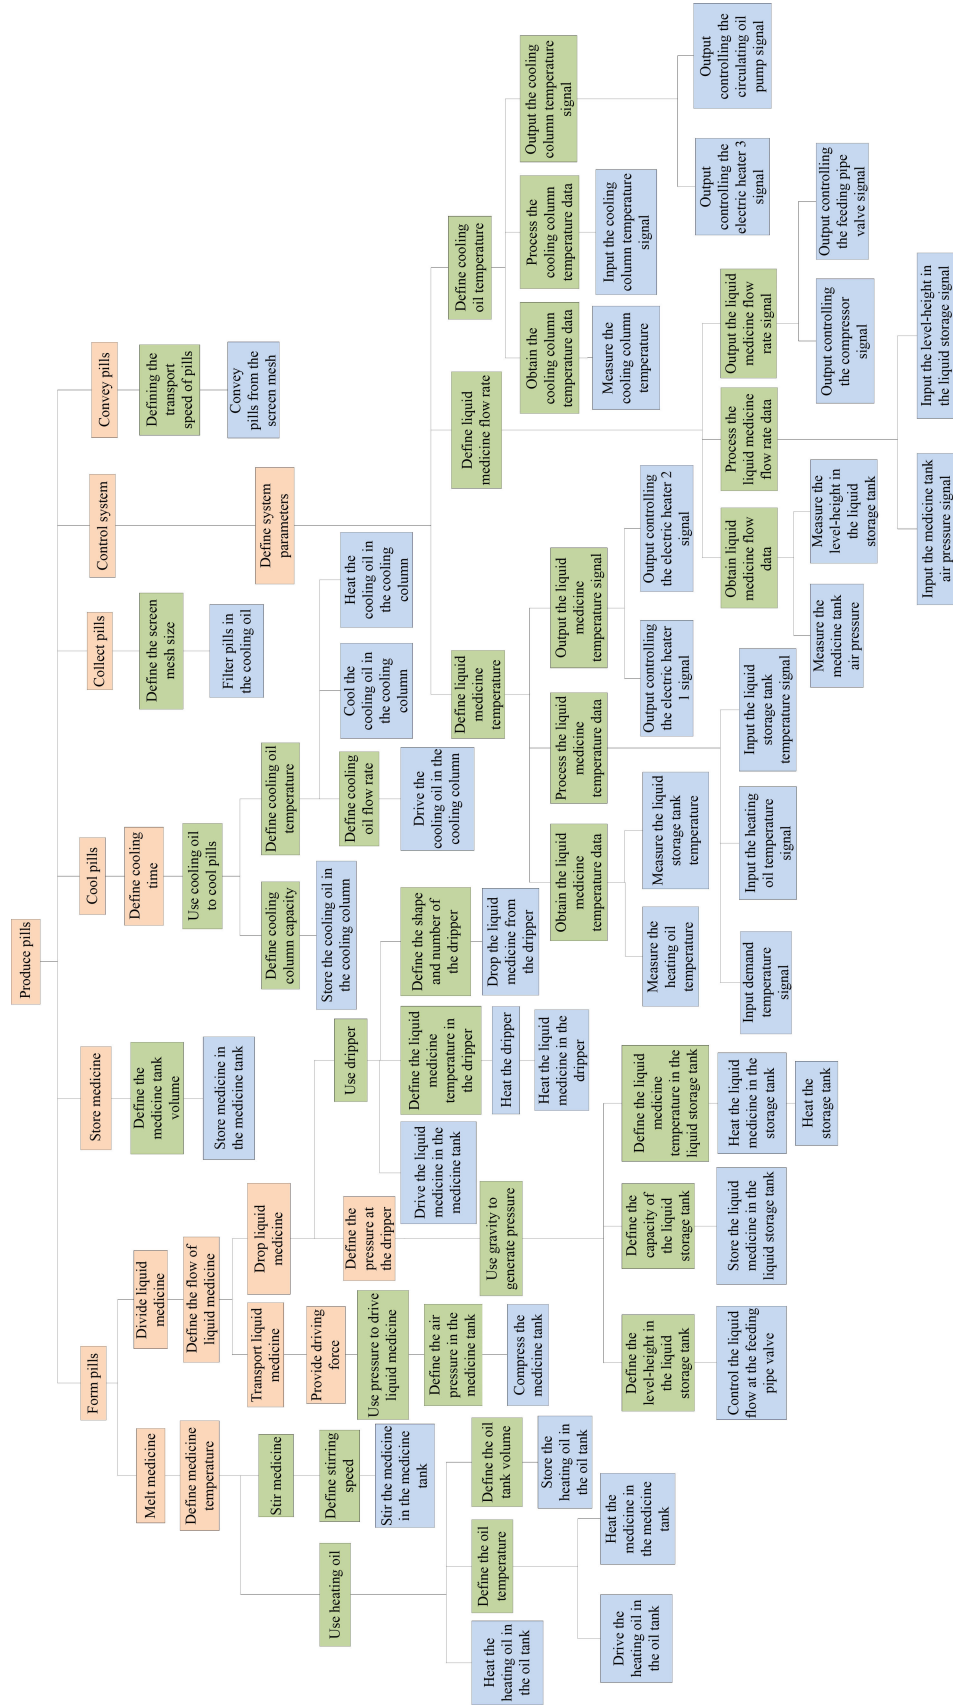 Produce pills
Form pills
Store medicine
Cool pills
Collect pills
Control system
Convey pills
Melt medicine
Divide liquid
medicine
Define the
medicine tank
volume
Define cooling
time
Define the screen
mesh size
Defining the
transport
speed of pills
Define medicine
temperature
Define the flow of
liquid medicine
Store medicine in
the medicine tank
Use cooling oil
to cool pills
Filter pills in
the cooling oil
Convey
pills from the
screen mesh
Stir medicine
Transport liquid
medicine
Drop liquid
medicine
Define cooling
column capacity
Define cooling oil
temperature
Define system
parameters
Use heating oil
Define stirring
speed
Provide driving
force
Define the
pressure at
the dripper
Use dripper
Store the cooling oil in
the cooling column
Define cooling
oil flow rate
Cool the
cooling oil in
the cooling
column
Heat the
cooling oil in
the cooling
column
Stir the medicine
in the medicine
tank
Use pressure to drive
liquid medicine
Drive the liquid
medicine in the
medicine tank
Define the liquid
medicine
temperature in
the dripper
Define the shape
and number of
the dripper
Drive the
cooling oil in the
cooling column
Define the air
pressure in the
medicine tank
Define liquid
medicine
temperature
Define liquid
medicine flow rate
Define cooling
oil temperature
Heat the
heating oil in
the oil tank
Define the oil
temperature
Define the oil
tank volume
Compress the
medicine tank
Use gravity to
generate pressure
Heat the dripper
Drop the liquid
medicine from
the dripper
Store the
heating oil in
the oil tank
Heat the liquid
medicine in the
dripper
Obtain the liquid
medicine
temperature data
Process the liquid
medicine
temperature data
Output the liquid
medicine
temperature signal
Obtain the
cooling column
temperature data
Process the
cooling column
temperature data
Output the cooling
column temperature
signal
Drive the
heating oil in
the oil tank
Heat the
medicine in
the medicine
tank
Define the
level-height in
the liquid
storage tank
Define the
capacity of
the liquid
storage tank
Define the liquid
medicine
temperature in the
liquid storage tank
Measure the
heating oil
temperature
Measure the liquid
storage tank
temperature
Output controlling
the electric heater
1 signal
Output controlling
the electric heater 2
signal
Measure the
cooling column
temperature
Input the cooling
column temperature
signal
Output
controlling the
electric heater 3
signal
Output
controlling the
circulating oil
pump signal
Control the liquid
flow at the feeding
pipe valve
Store the liquid
medicine in the
liquid storage tank
Heat the liquid
medicine in the
storage tank
Heat the
storage tank
Input demand
temperature
signal
Input the heating
oil temperature
signal
Input the liquid
storage tank
temperature signal
Obtain liquid
medicine flow
data
Process the
liquid medicine
flow rate data
Output the liquid
medicine flow
rate signal
Measure the
medicine tank
air pressure
Measure the
level-height in
the liquid
storage tank
Output controlling
the compressor
signal
Output controlling
the feeding pipe
valve signal
Input the medicine tank
air pressure signal
Input the level-height in
the liquid storage signal